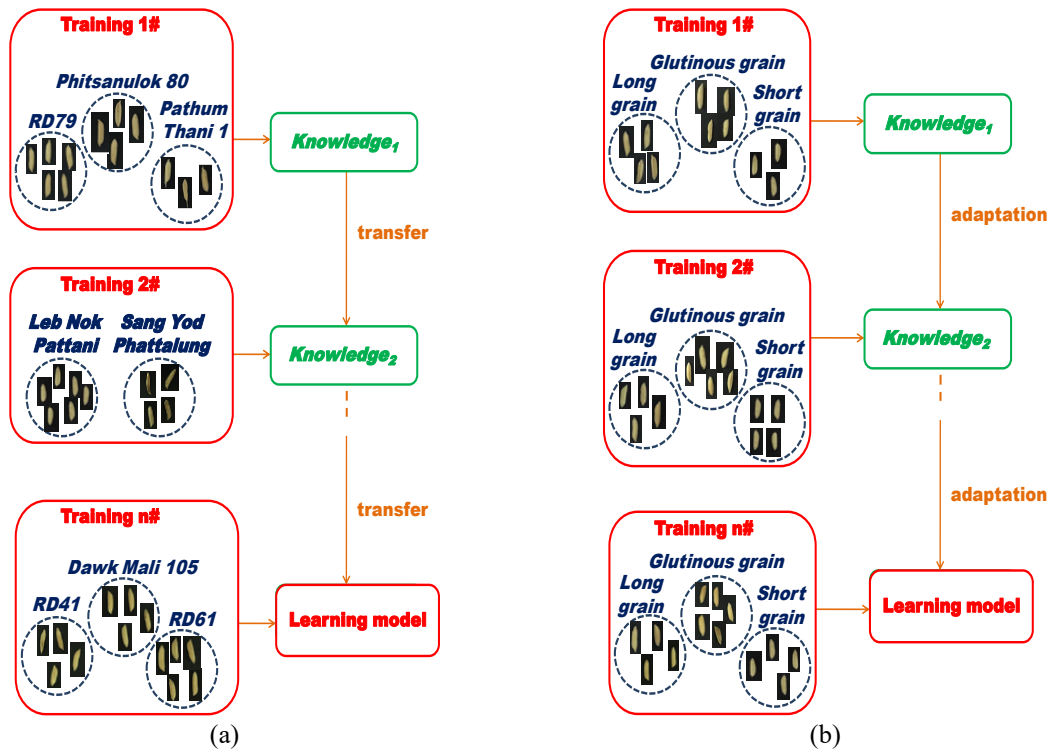 Training 1#
Phitsanulok 80
RD79
Pathum
Thani 1
Knowledge1
transfer
Training 2#
Leb Nok
Pattani
Sang Yod
Phattalung
Knowledge2
transfer
Training n#
Dawk Mali 105
RD41
RD61
Learning model
(a)
Training 1#
Glutinous grain
Long
grain
Short
grain
Knowledge1
adaptation
Training 2#
Glutinous grain
Long
grain
Short
grain
Knowledge2
adaptation
Training n#
Glutinous grain
Long
grain
Short
grain
Learning model
(b)